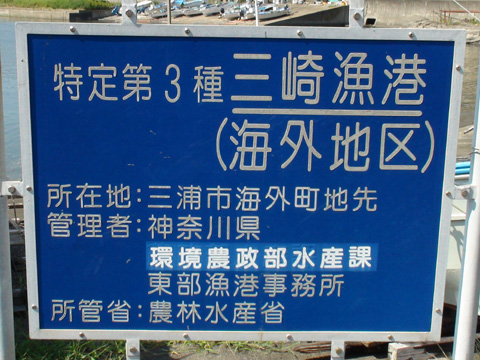 特定第3種三崎漁港
(海外地区)
所在地:三浦市海外町地先
管理者:神奈川県
環境農政部水産課
東部漁港事務所
所管省:農林水産省